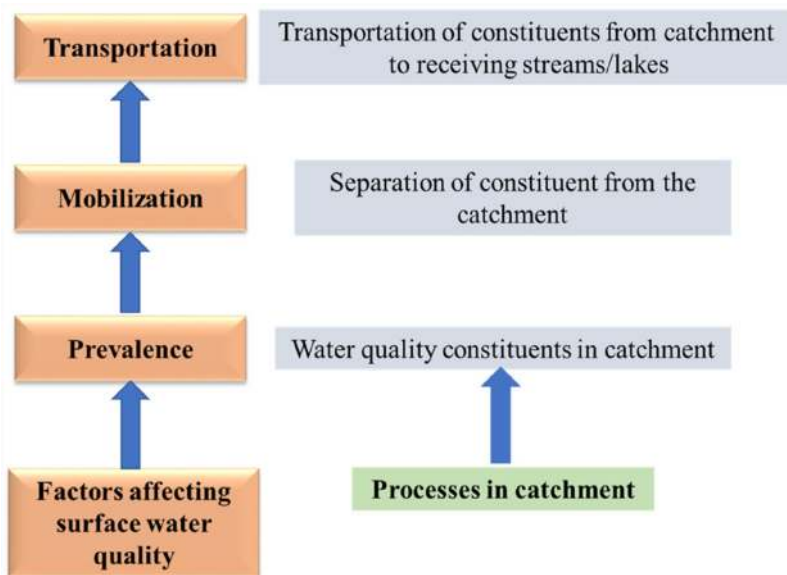 Transportation
Transportation of constituents from catchment
to receiving streams/lakes
Mobilization
Separation of constituent from the
catchment
Prevalence
Water quality constituents in catchment
Factors affecting
surface water
quality
Processes in catchment